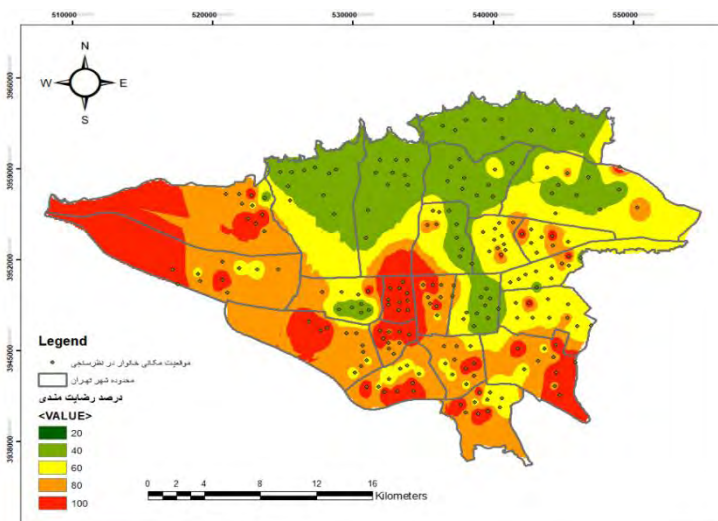 510000 520000 530000 540000 550000
3966000
3959000
3952000
3945000
3938000
N
W E
S
Legend
موقعیت مکانی خانوار در نظرسنجی
محدوده شهر تهران
درصد رضایت مندی
<VALUE>
20
40
60
80
100
0 2 4 8 12 16
Kilometers